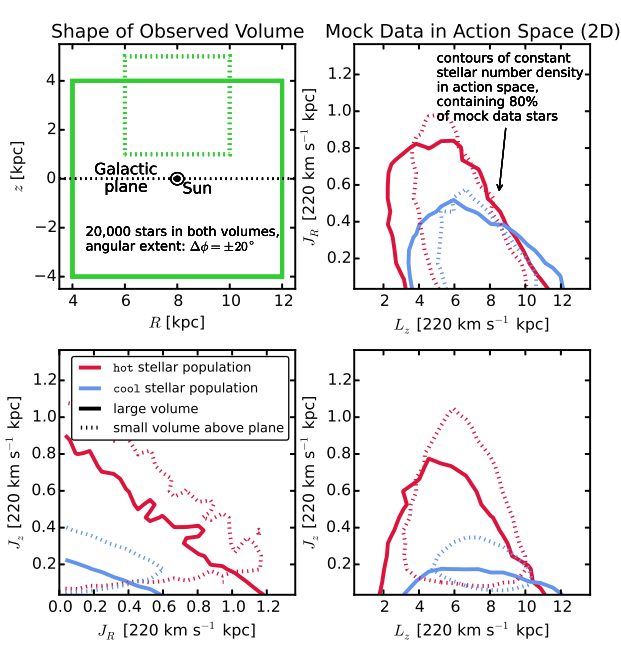 Shape of Observed Volume
Mock Data in Action Space (2D)
4
2
0
−2
−4
z [kpc]
Galactic
plane
Sun
20,000 stars in both volumes,
angular extent: Δϕ = ±20°
4
6
8
10
12
R [kpc]
contours of constant
stellar number density
in action space,
containing 80%
of mock data stars
1.2
1.0
0.8
0.6
0.4
0.2
J_R [220 km s⁻¹ kpc]
2
4
6
8
10
12
L_z [220 km s⁻¹ kpc]
hot stellar population
cool stellar population
large volume
small volume above plane
1.2
1.0
0.8
0.6
0.4
0.2
J_z [220 km s⁻¹ kpc]
0.0
0.2
0.4
0.6
0.8
1.0
1.2
J_R [220 km s⁻¹ kpc]
1.2
1.0
0.8
0.6
0.4
0.2
J_z [220 km s⁻¹ kpc]
2
4
6
8
10
12
L_z [220 km s⁻¹ kpc]